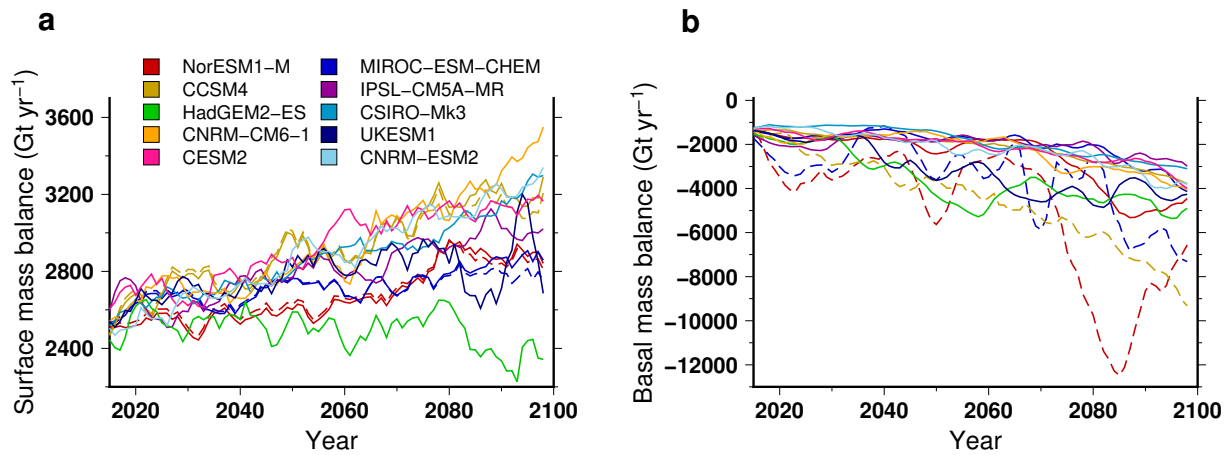 a
NorESM1−M
CCSM4
HadGEM2−ES
CNRM−CM6−1
CESM2
MIROC−ESM−CHEM
IPSL−CM5A−MR
CSIRO−Mk3
UKESM1
CNRM−ESM2
Surface mass balance (Gt yr⁻¹)
3600
3200
2800
2400
2020 2040 2060 2080 2100
Year
b
Basal mass balance (Gt yr⁻¹)
0
−2000
−4000
−6000
−8000
−10000
−12000
2020 2040 2060 2080 2100
Year